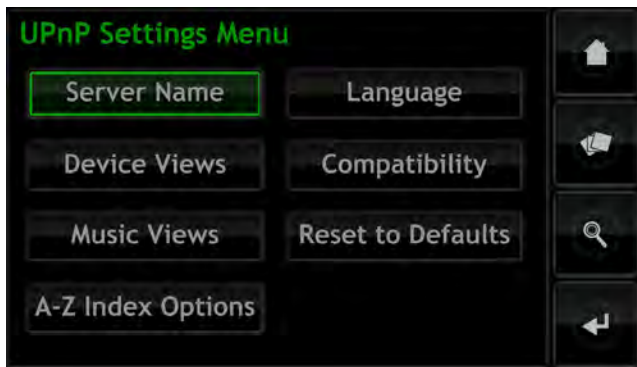 UPnP Settings Menu
Server Name
Language
Device Views
Compatibility
Music Views
Reset to Defaults
A-Z Index Options